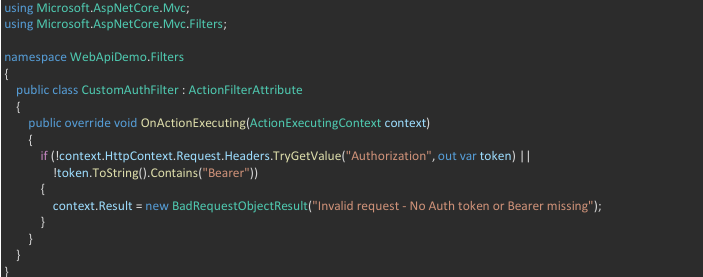 using Microsoft.AspNetCore.Mvc;
using Microsoft.AspNetCore.Mvc.Filters;

namespace WebApiDemo.Filters
{
    public class CustomAuthFilter : ActionFilterAttribute
    {
        public override void OnActionExecuting(ActionExecutingContext context)
        {
            if (!context.HttpContext.Request.Headers.TryGetValue("Authorization", out var token) ||
                !token.ToString().Contains("Bearer"))
            {
                context.Result = new BadRequestObjectResult("Invalid request - No Auth token or Bearer missing");
            }
        }
    }
}